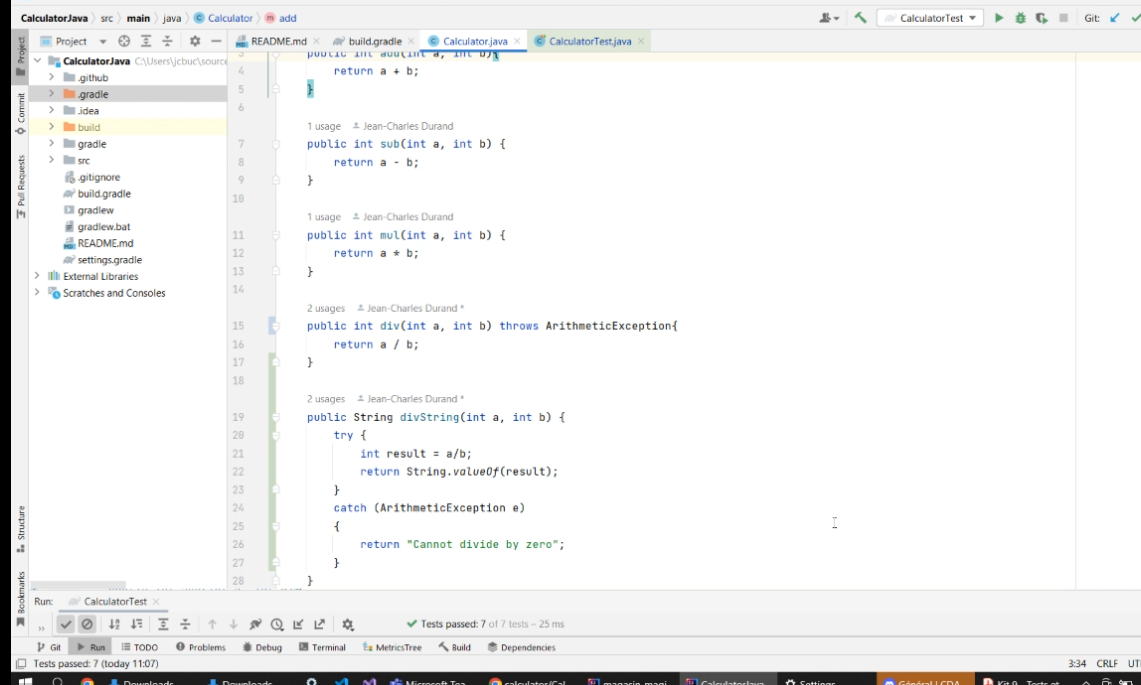 CalculatorJava > src > main > java > Calculator > add
CalculatorTest
Git:
Project
README.md
build.gradle
Calculator.java
CalculatorTest.java
Project
Commit
Pull Requests
Structure
Bookmarks
CalculatorJava C:\Users\jcbuc\source
.github
.gradle
.idea
build
gradle
src
.gitignore
build.gradle
gradlew
gradlew.bat
README.md
settings.gradle
External Libraries
Scratches and Consoles
3 public int add(int a, int b){
4 return a + b;
5 }
6
1 usage Jean-Charles Durand
7 public int sub(int a, int b) {
8 return a - b;
9 }
10
1 usage Jean-Charles Durand
11 public int mul(int a, int b) {
12 return a * b;
13 }
14
2 usages Jean-Charles Durand *
15 public int div(int a, int b) throws ArithmeticException{
16 return a / b;
17 }
18
2 usages Jean-Charles Durand *
19 public String divString(int a, int b) {
20 try {
21 int result = a/b;
22 return String.valueOf(result);
23 }
24 catch (ArithmeticException e)
25 {
26 return "Cannot divide by zero";
27 }
28 }
Run: CalculatorTest
Tests passed: 7 of 7 tests – 25 ms
Git
Run
TODO
Problems
Debug
Terminal
MetricsTree
Build
Dependencies
Tests passed: 7 (today 11:07)
3:34 CRLF UT
Downloads
Downloads
Microsoft Tea
calculator/Cal
magasin_magi
CalculatorJava
Settings
Général | CDA